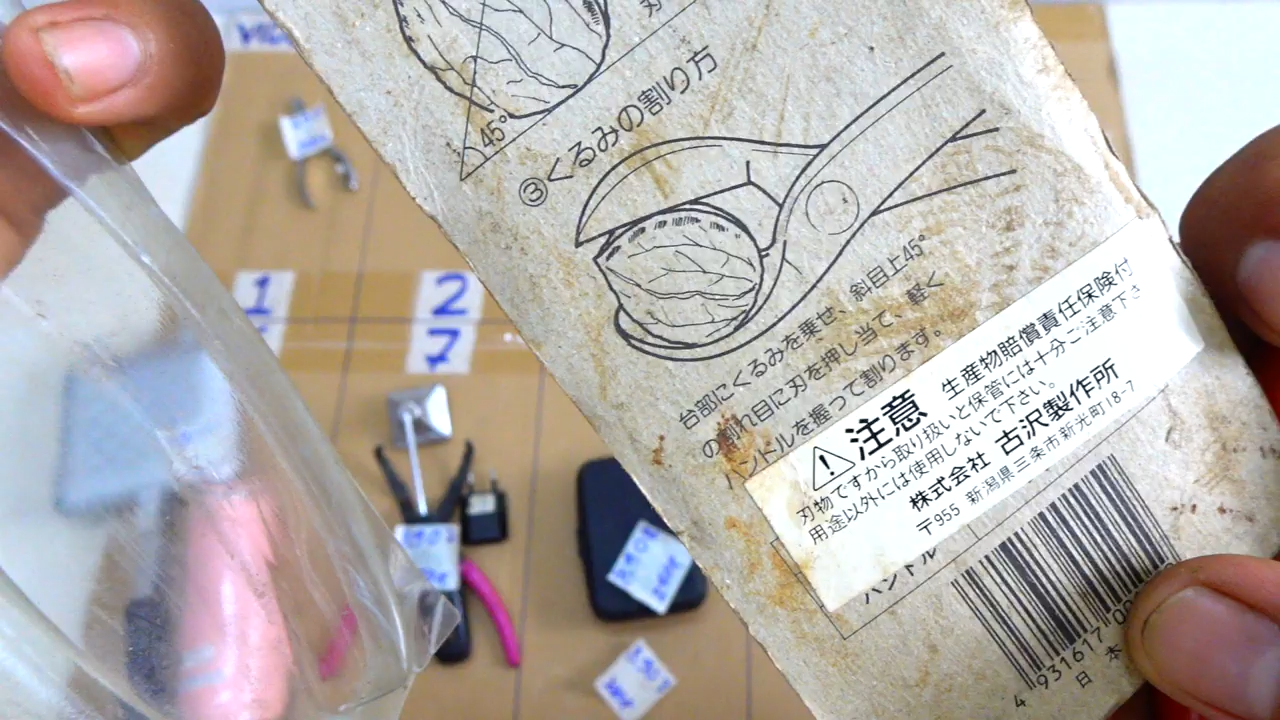 45°
③くるみの割り方
台部にくるみを乗せ、斜目上45°
の割れ目に刃を押し当て、軽く
ハンドルを握って割ります。
注意 生産物賠償責任保険付
刃物ですから取り扱いと保管には十分ご注意下さ
用途以外には使用しないで下さい。
株式会社 古沢製作所
〒955 新潟県三条市新光町18-7
ハンドル
4 931617 00
日本
1
2
7